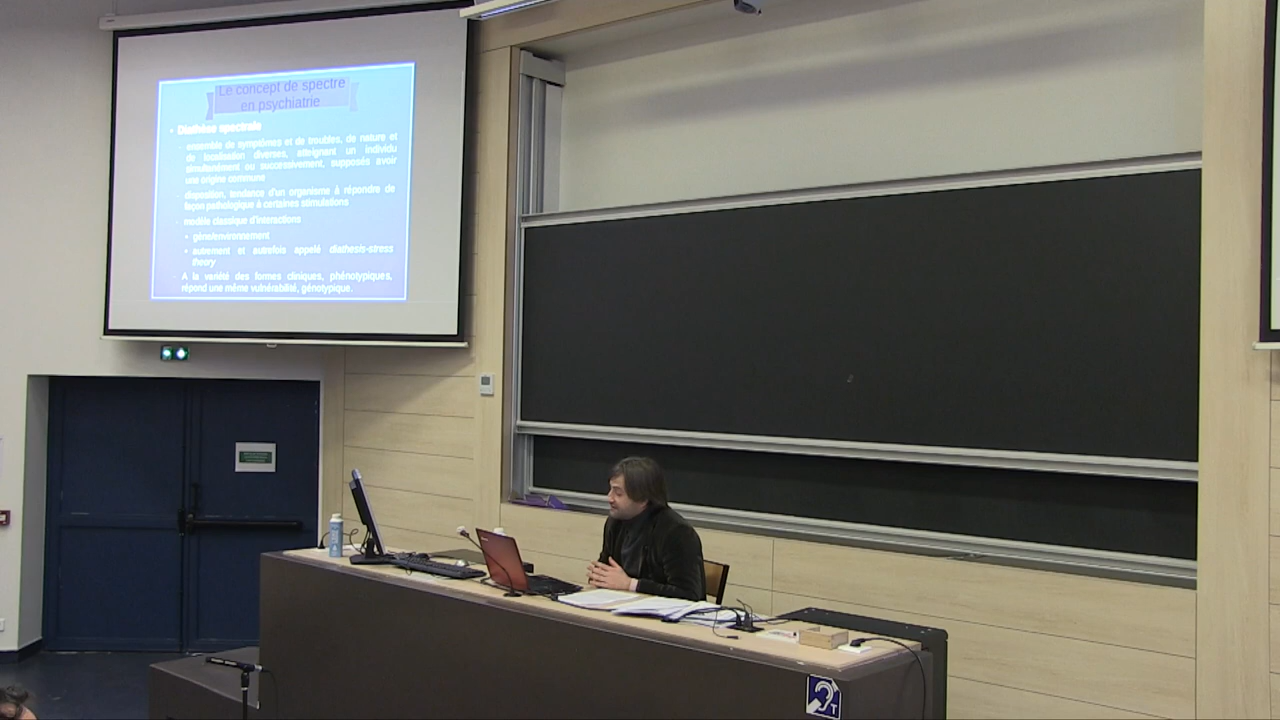 Le concept de spectre
en psychiatrie
• Diathèse spectrale
– ensemble de symptômes et de troubles, de nature et
de localisation diverses, atteignant un individu
simultanément ou successivement, supposés avoir
une origine commune
– disposition, tendance d'un organisme à répondre de
façon pathologique à certaines stimulations
– modèle classique d'interactions
• gène/environnement
• autrement et autrefois appelé diathesis-stress
theory
– A la variété des formes cliniques, phénotypiques,
répond une même vulnérabilité, génotypique.
T